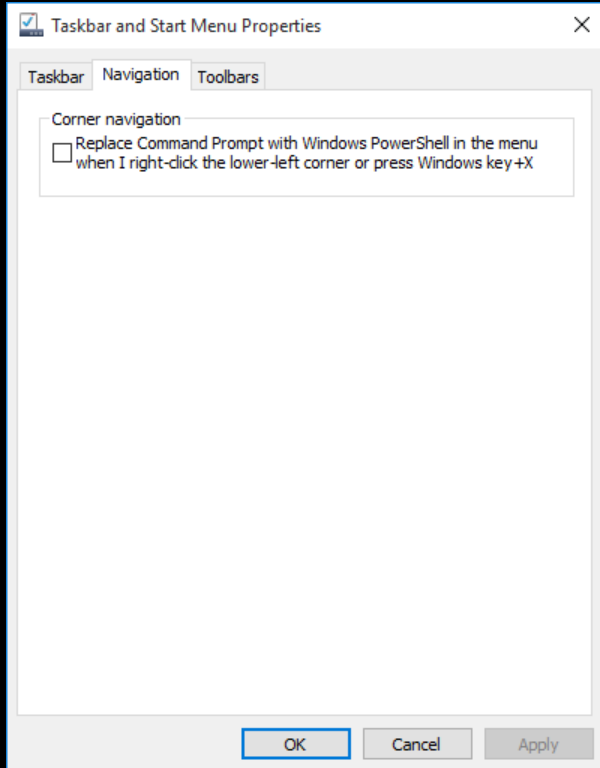 Taskbar and Start Menu Properties
Taskbar Navigation Toolbars
Corner navigation
Replace Command Prompt with Windows PowerShell in the menu
when I right-click the lower-left corner or press Windows key+X
OK Cancel Apply